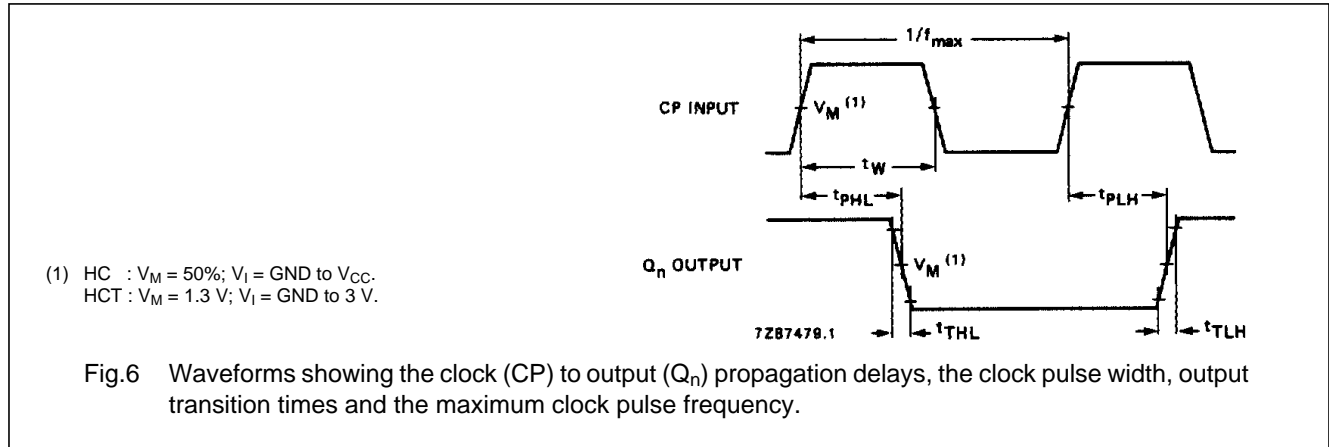 1/fmax
CP INPUT
VM (1)
tW
tPHL
tPLH
Qn OUTPUT
VM (1)
7Z87479.1
tTHL
tTLH
(1) HC : VM = 50%; VI = GND to VCC.
HCT : VM = 1.3 V; VI = GND to 3 V.
Fig.6 Waveforms showing the clock (CP) to output (Qn) propagation delays, the clock pulse width, output
transition times and the maximum clock pulse frequency.